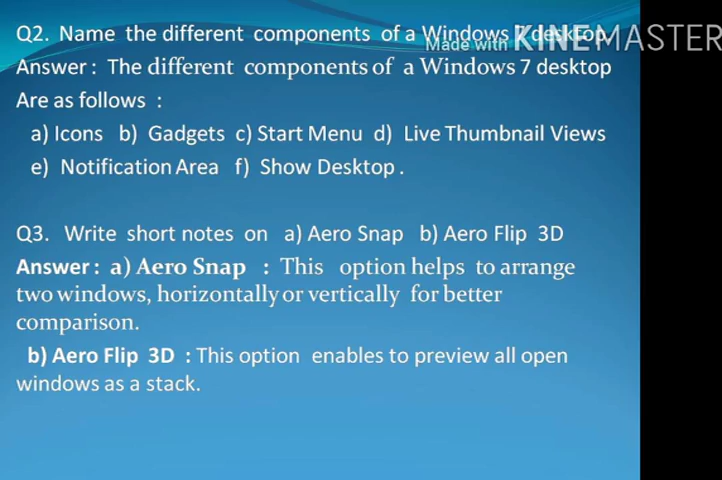 Q2. Name the different components of a Windows 7 desktop.
Made with KINEMASTER
Answer : The different components of a Windows 7 desktop
Are as follows :
a) Icons b) Gadgets c) Start Menu d) Live Thumbnail Views
e) Notification Area f) Show Desktop .
Q3. Write short notes on a) Aero Snap b) Aero Flip 3D
Answer : a) Aero Snap : This option helps to arrange
two windows, horizontally or vertically for better
comparison.
b) Aero Flip 3D : This option enables to preview all open
windows as a stack.